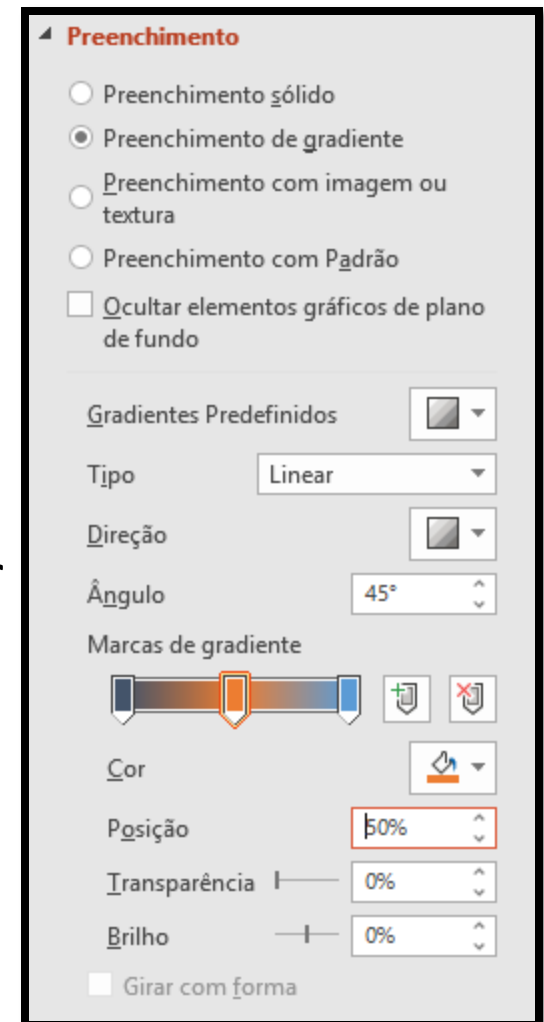 Preenchimento
Preenchimento sólido
Preenchimento de gradiente
Preenchimento com imagem ou
textura
Preenchimento com Padrão
Ocultar elementos gráficos de plano
de fundo
Gradientes Predefinidos
Tipo Linear
Direção
Ângulo 45°
Marcas de gradiente
Cor
Posição 50%
Transparência 0%
Brilho 0%
Girar com forma